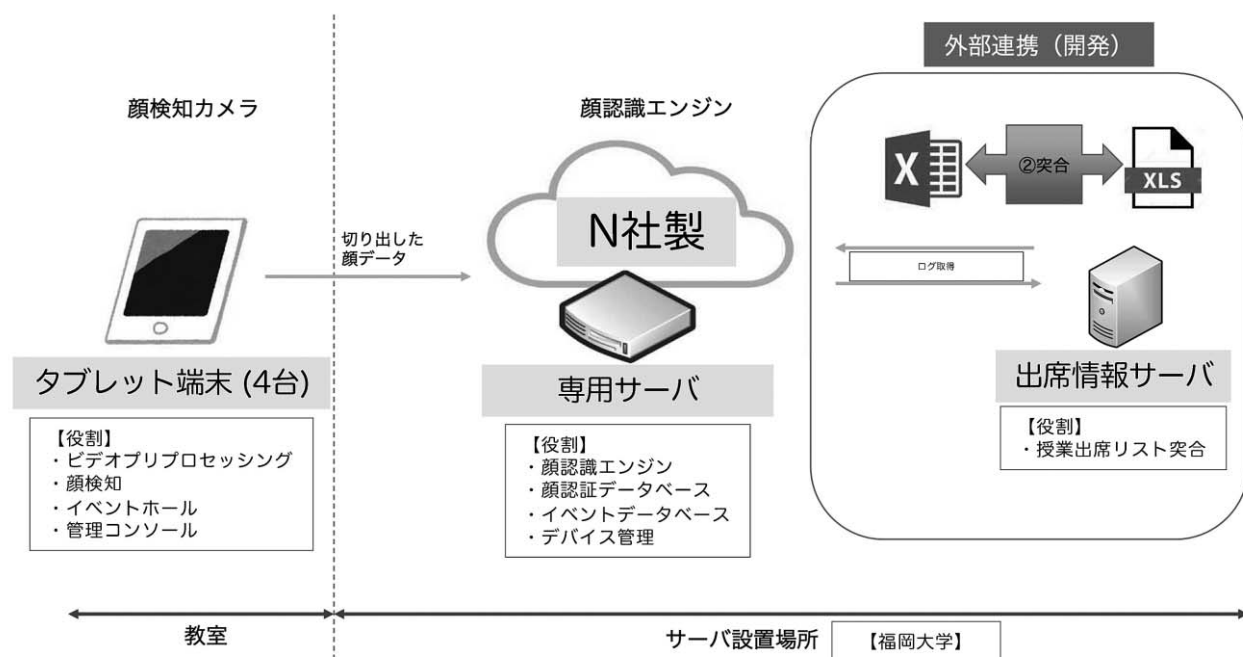 外部連携（開発）
顔検知カメラ
顔認識エンジン
X
②突合
XLS
N社製
切り出した
顔データ
ログ取得
タブレット端末 (4台)
専用サーバ
出席情報サーバ
【役割】
・ビデオプリプロセッシング
・顔検知
・イベントホール
・管理コンソール
【役割】
・顔認識エンジン
・顔認証データベース
・イベントデータベース
・デバイス管理
【役割】
・授業出席リスト突合
教室
サーバ設置場所
【福岡大学】